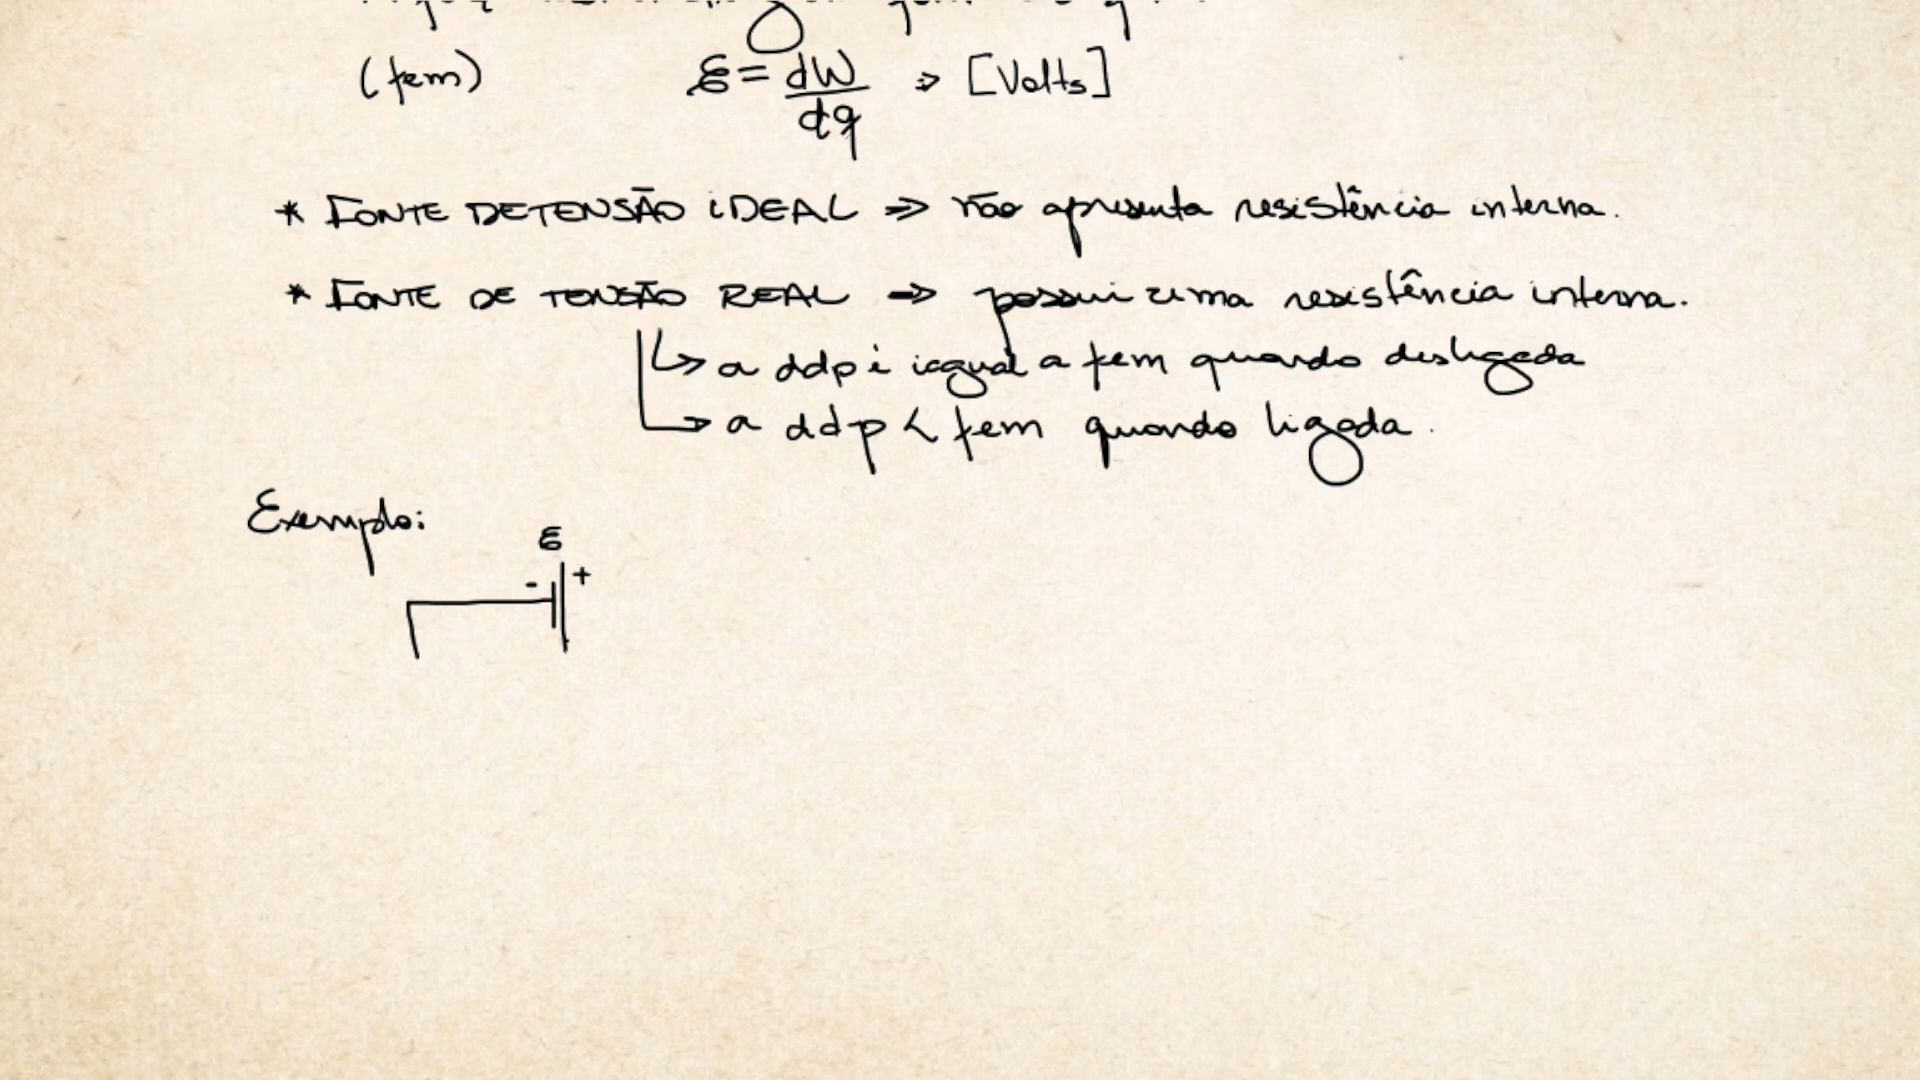 (fem) ε = dW/dq => [Volts]
* FONTE DE TENSÃO IDEAL => não apresenta resistência interna.
* FONTE DE TENSÃO REAL => possui uma resistência interna.
↳ a ddp é igual a fem quando desligada
↳ a ddp < fem quando ligada.
Exemplo:
ε
- +